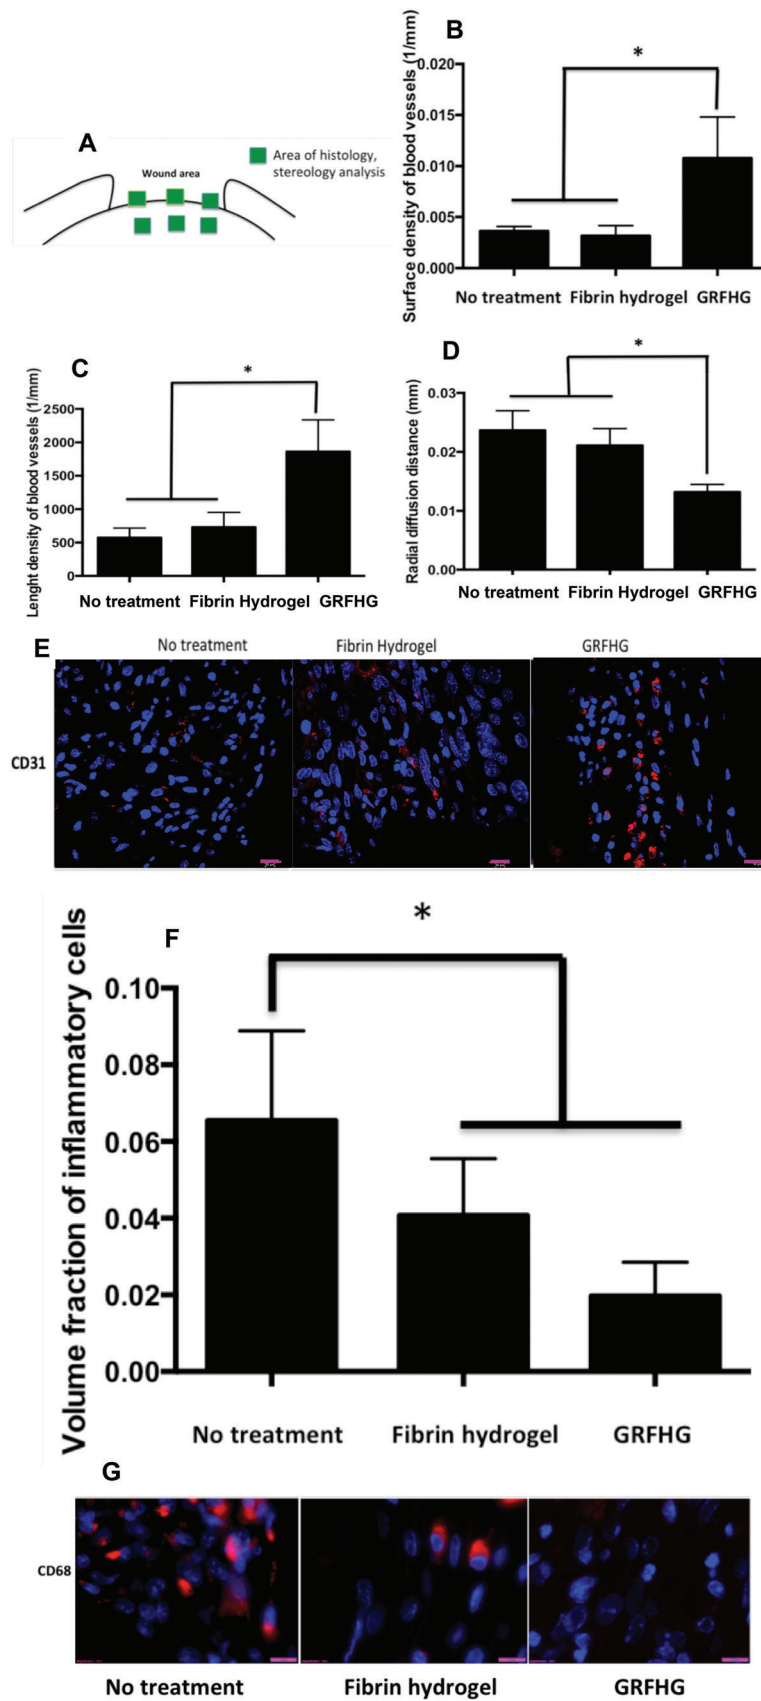 A
Wound area
Area of histology,
stereology analysis
B
*
Surface density of blood vessels (1/mm)
0.020
0.015
0.010
0.005
0.000
No treatment Fibrin hydrogel GRFHG
C
*
Lenght density of blood vessels (1/mm)
2500
2000
1500
1000
500
0
No treatment Fibrin Hydrogel GRFHG
D
*
Radial diffusion distance (mm)
0.03
0.02
0.01
0.00
No treatment Fibrin Hydrogel GRFHG
E
No treatment Fibrin Hydrogel GRFHG
CD31
F
*
Volume fraction of inflammatory cells
0.10
0.08
0.06
0.04
0.02
0.00
No treatment Fibrin hydrogel GRFHG
G
CD68
No treatment Fibrin hydrogel GRFHG